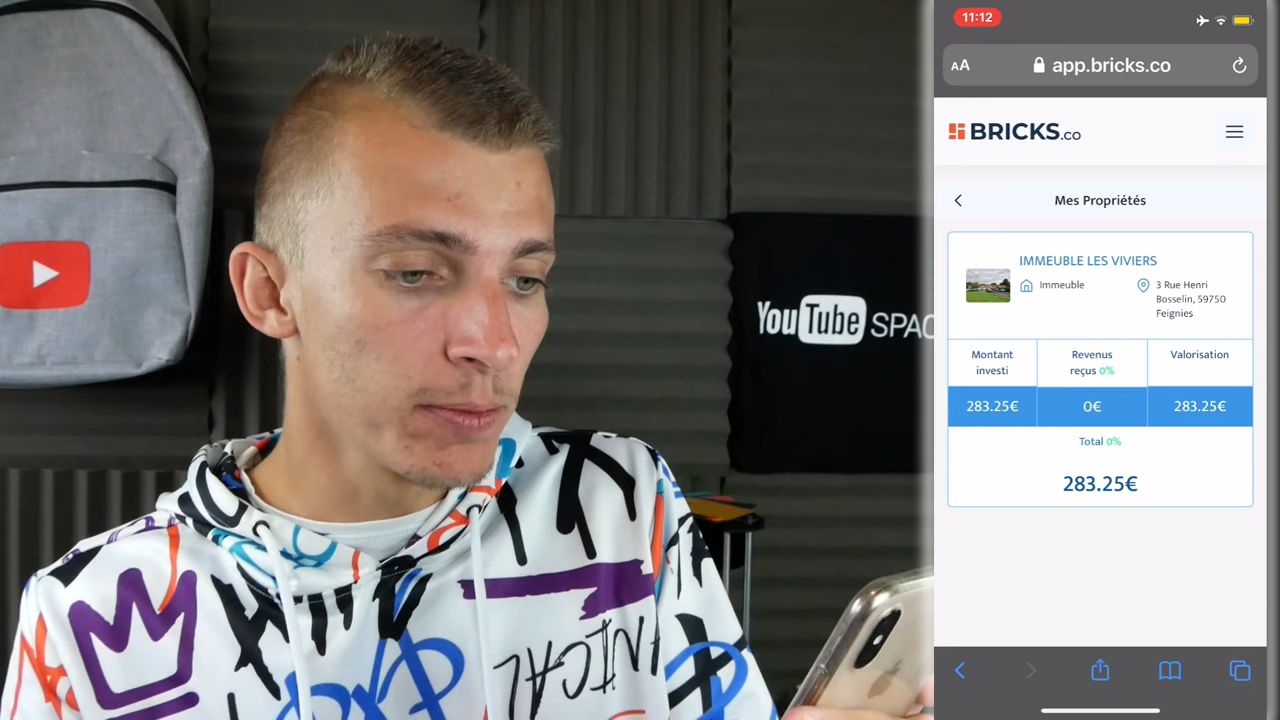 YouTube SPAC
11:12
AA app.bricks.co
BRICKS.co
Mes Propriétés
IMMEUBLE LES VIVIERS
Immeuble
3 Rue Henri
Bosselin, 59750
Feignies
Montant
investi
Revenus
reçus 0%
Valorisation
283.25€
0€
283.25€
Total 0%
283.25€